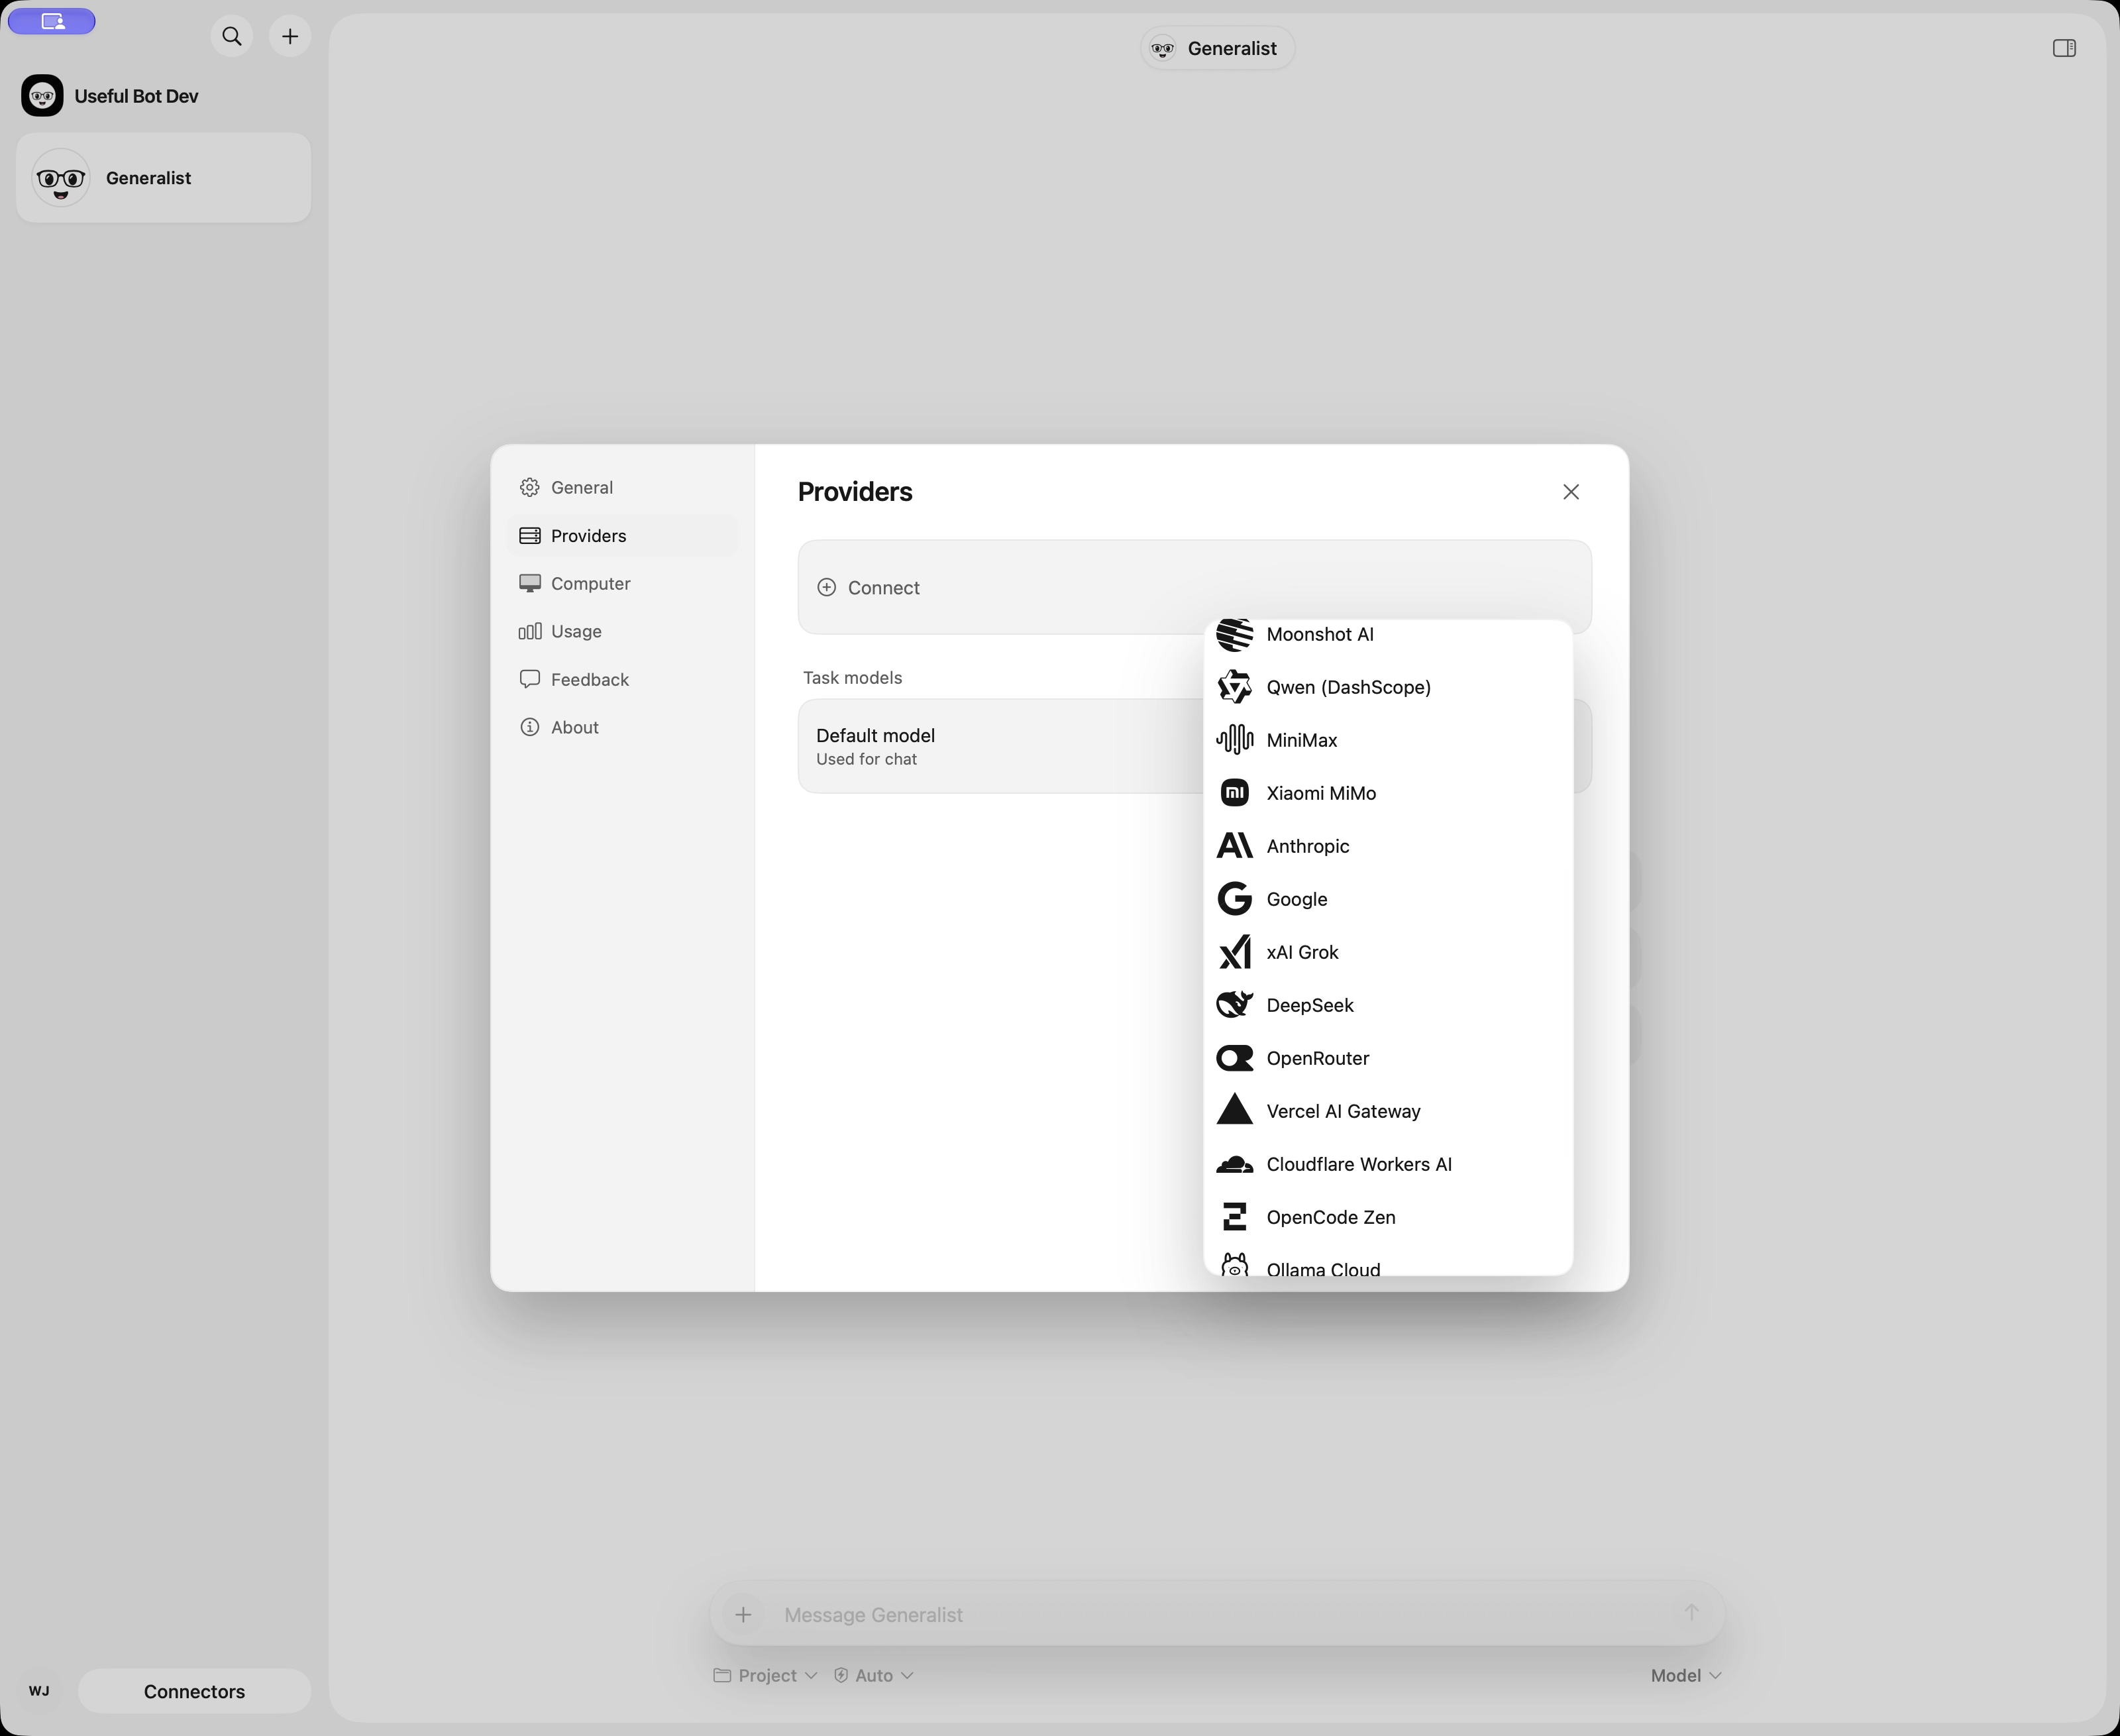 Generalist
Useful Bot Dev
Generalist
General
Providers
Computer
Usage
Feedback
About
Providers
Connect
Task models
Default model
Used for chat
Moonshot AI
Qwen (DashScope)
MiniMax
Xiaomi MiMo
Anthropic
Google
xAI Grok
DeepSeek
OpenRouter
Vercel AI Gateway
Cloudflare Workers AI
OpenCode Zen
Ollama Cloud
Message Generalist
Project
Auto
Model
WJ
Connectors